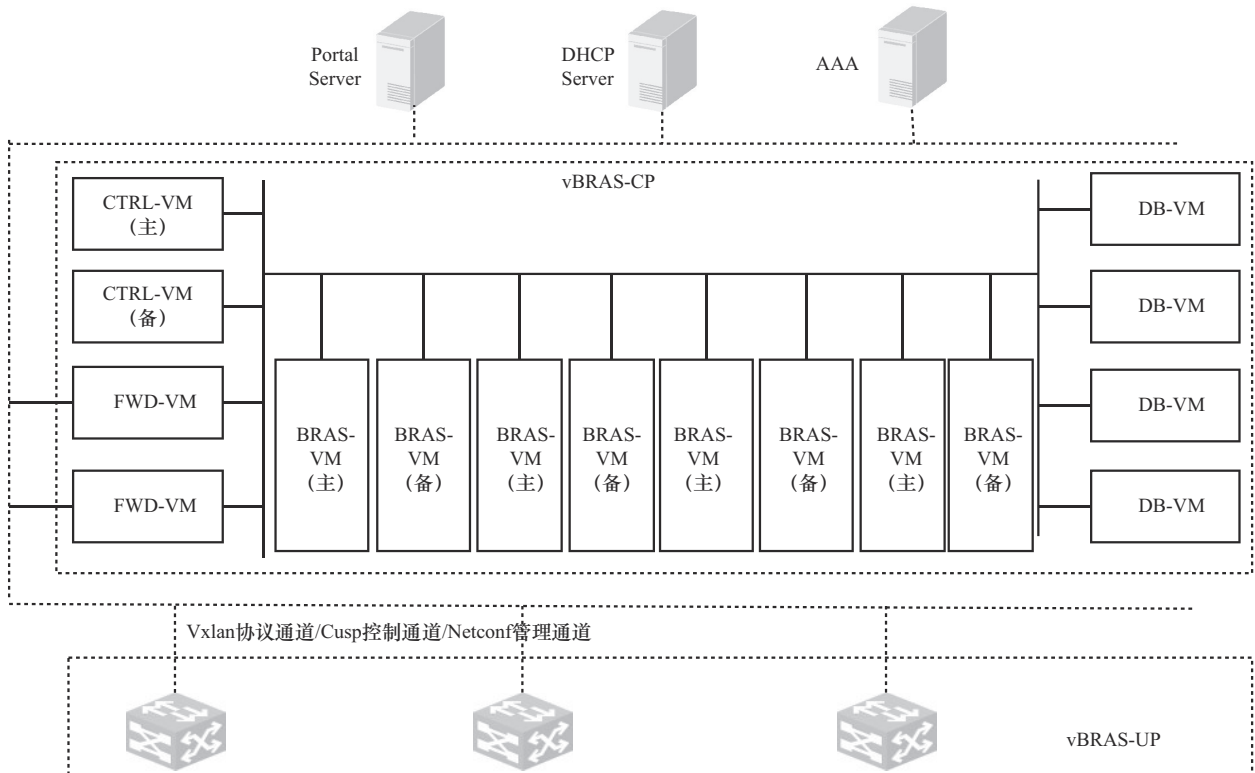 Portal
Server
DHCP
Server
AAA
vBRAS-CP
CTRL-VM
（主）
CTRL-VM
（备）
FWD-VM
FWD-VM
BRAS-
VM
（主）
BRAS-
VM
（备）
BRAS-
VM
（主）
BRAS-
VM
（备）
BRAS-
VM
（主）
BRAS-
VM
（备）
BRAS-
VM
（主）
BRAS-
VM
（备）
DB-VM
DB-VM
DB-VM
DB-VM
Vxlan协议通道/Cusp控制通道/Netconf管理通道
vBRAS-UP